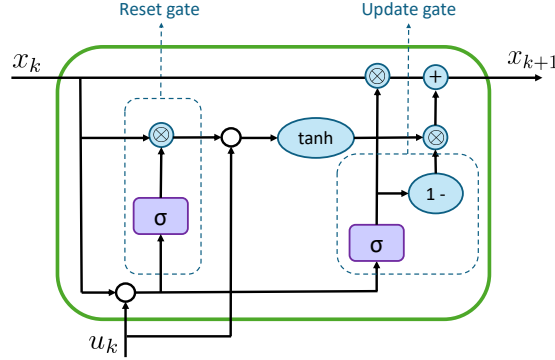 Reset gate
Update gate
x_k
x_{k+1}
⊗
+
⊗
tanh
⊗
1 -
σ
σ
u_k